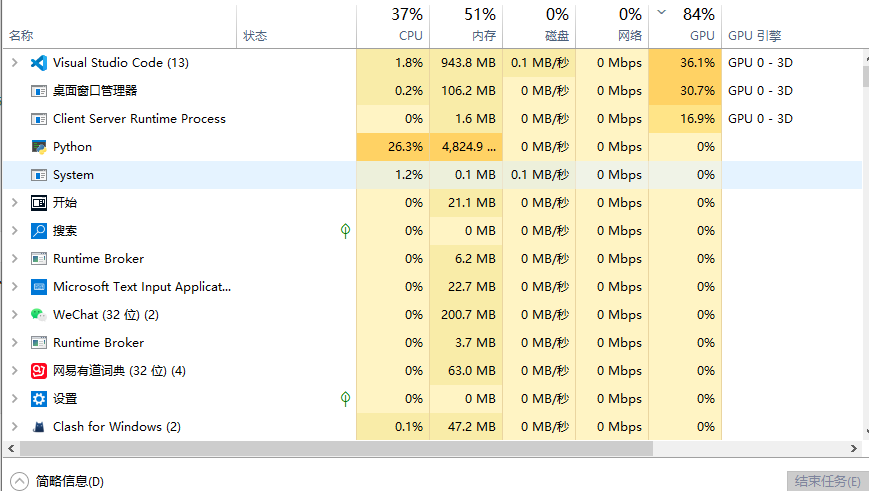 37% 51% 0% 0% 84%
名称 状态 CPU 内存 磁盘 网络 GPU GPU 引擎
Visual Studio Code (13) 1.8% 943.8 MB 0.1 MB/秒 0 Mbps 36.1% GPU 0 - 3D
桌面窗口管理器 0.2% 106.2 MB 0 MB/秒 0 Mbps 30.7% GPU 0 - 3D
Client Server Runtime Process 0% 1.6 MB 0 MB/秒 0 Mbps 16.9% GPU 0 - 3D
Python 26.3% 4,824.9 ... 0 MB/秒 0 Mbps 0%
System 1.2% 0.1 MB 0.1 MB/秒 0 Mbps 0%
开始 0% 21.1 MB 0 MB/秒 0 Mbps 0%
搜索 0% 0 MB 0 MB/秒 0 Mbps 0%
Runtime Broker 0% 6.2 MB 0 MB/秒 0 Mbps 0%
Microsoft Text Input Applicat... 0% 22.7 MB 0 MB/秒 0 Mbps 0%
WeChat (32 位) (2) 0% 200.7 MB 0 MB/秒 0 Mbps 0%
Runtime Broker 0% 3.7 MB 0 MB/秒 0 Mbps 0%
网易有道词典 (32 位) (4) 0% 63.0 MB 0 MB/秒 0 Mbps 0%
设置 0% 0 MB 0 MB/秒 0 Mbps 0%
Clash for Windows (2) 0.1% 47.2 MB 0 MB/秒 0 Mbps 0%
简略信息(D) 结束任务(E)